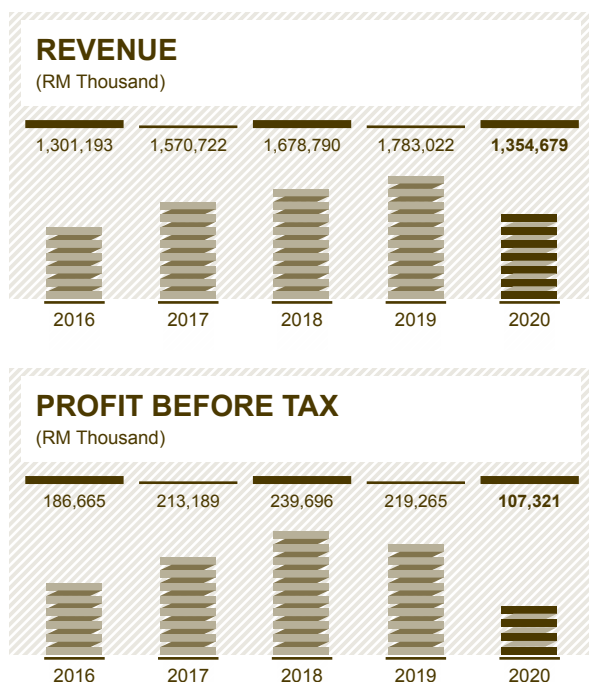 REVENUE
(RM Thousand)
1,301,193 1,570,722 1,678,790 1,783,022 1,354,679
2016 2017 2018 2019 2020
PROFIT BEFORE TAX
(RM Thousand)
186,665 213,189 239,696 219,265 107,321
2016 2017 2018 2019 2020